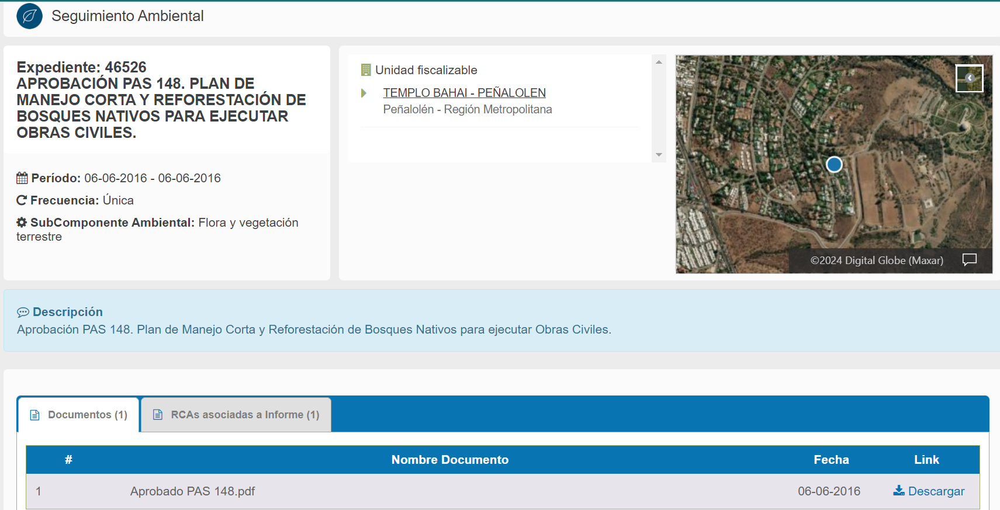 Seguimiento Ambiental
Expediente: 46526
APROBACIÓN PAS 148. PLAN DE
MANEJO CORTA Y REFORESTACIÓN DE
BOSQUES NATIVOS PARA EJECUTAR
OBRAS CIVILES.
Período: 06-06-2016 - 06-06-2016
Frecuencia: Única
SubComponente Ambiental: Flora y vegetación
terrestre
Unidad fiscalizable
TEMPLO BAHAI - PEÑALOLEN
Peñalolén - Región Metropolitana
©2024 Digital Globe (Maxar)
Descripción
Aprobación PAS 148. Plan de Manejo Corta y Reforestación de Bosques Nativos para ejecutar Obras Civiles.
Documentos (1)
RCAs asociadas a Informe (1)
# Nombre Documento Fecha Link
1 Aprobado PAS 148.pdf 06-06-2016 Descargar